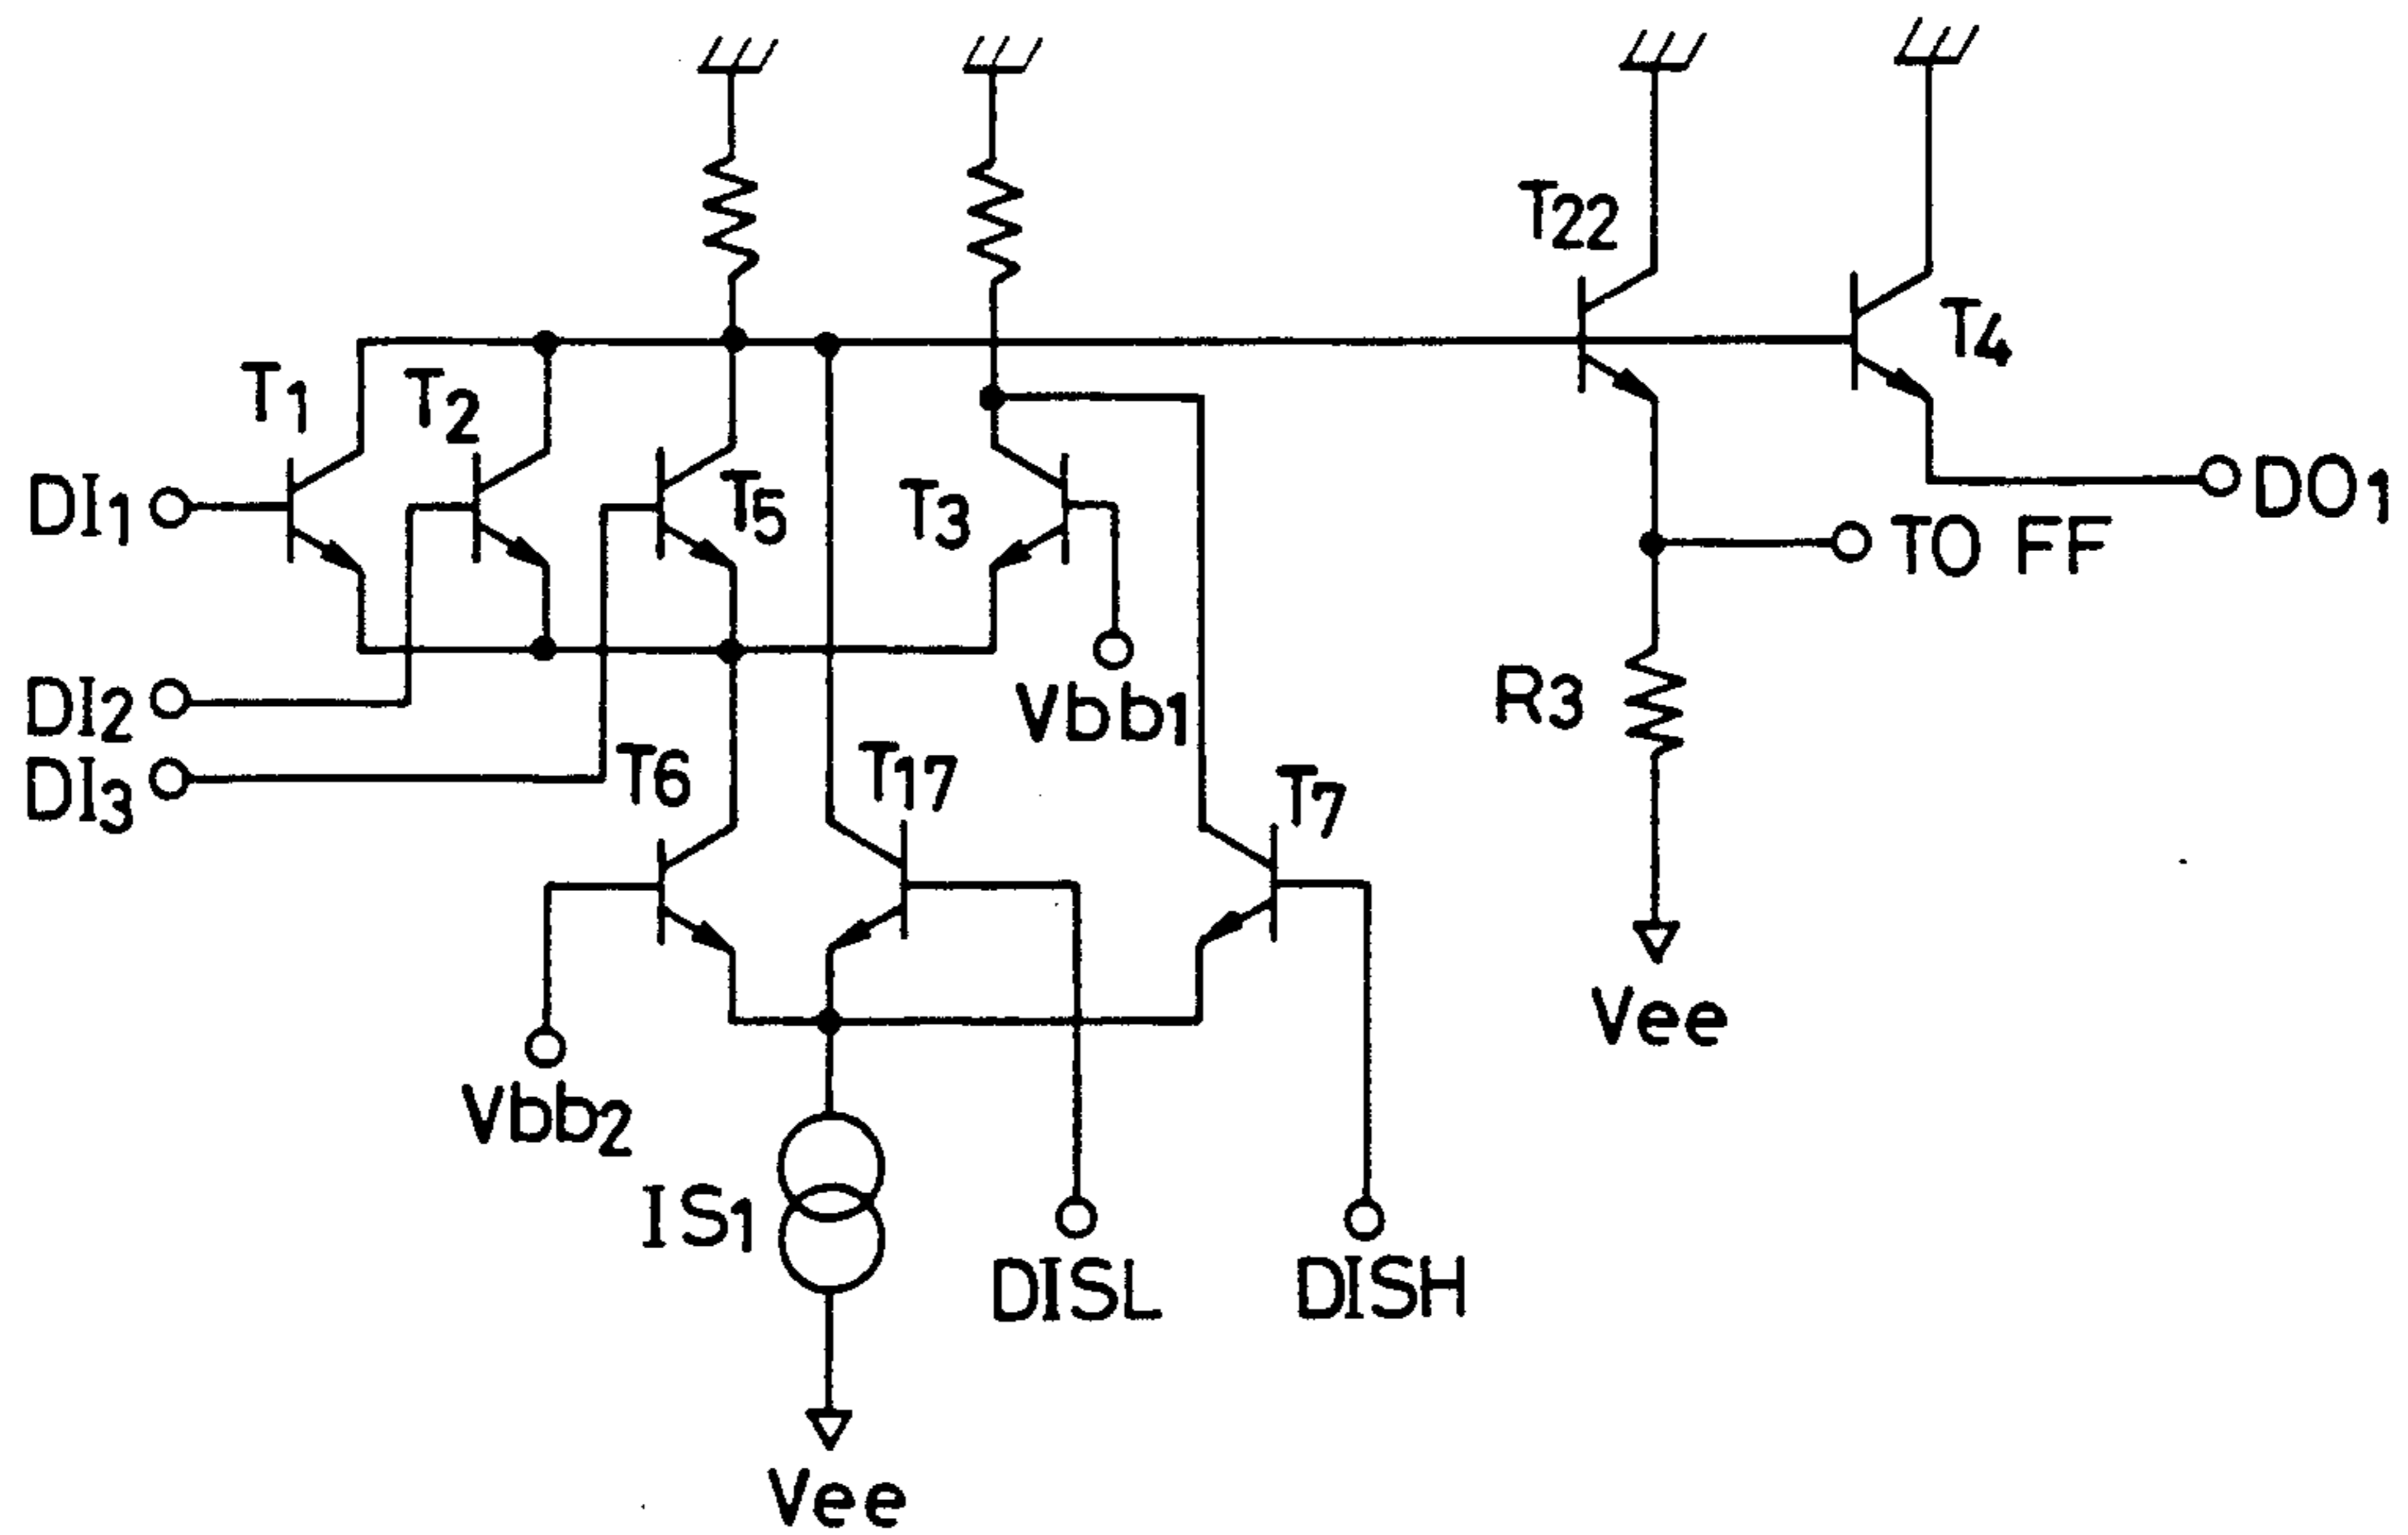 T22
T4
T1
T2
T5
T3
DI1
DO1
TO FF
DI2
Vbb1
R3
DI3
T6
T17
T7
Vee
Vbb2
IS1
DISL
DISH
Vee